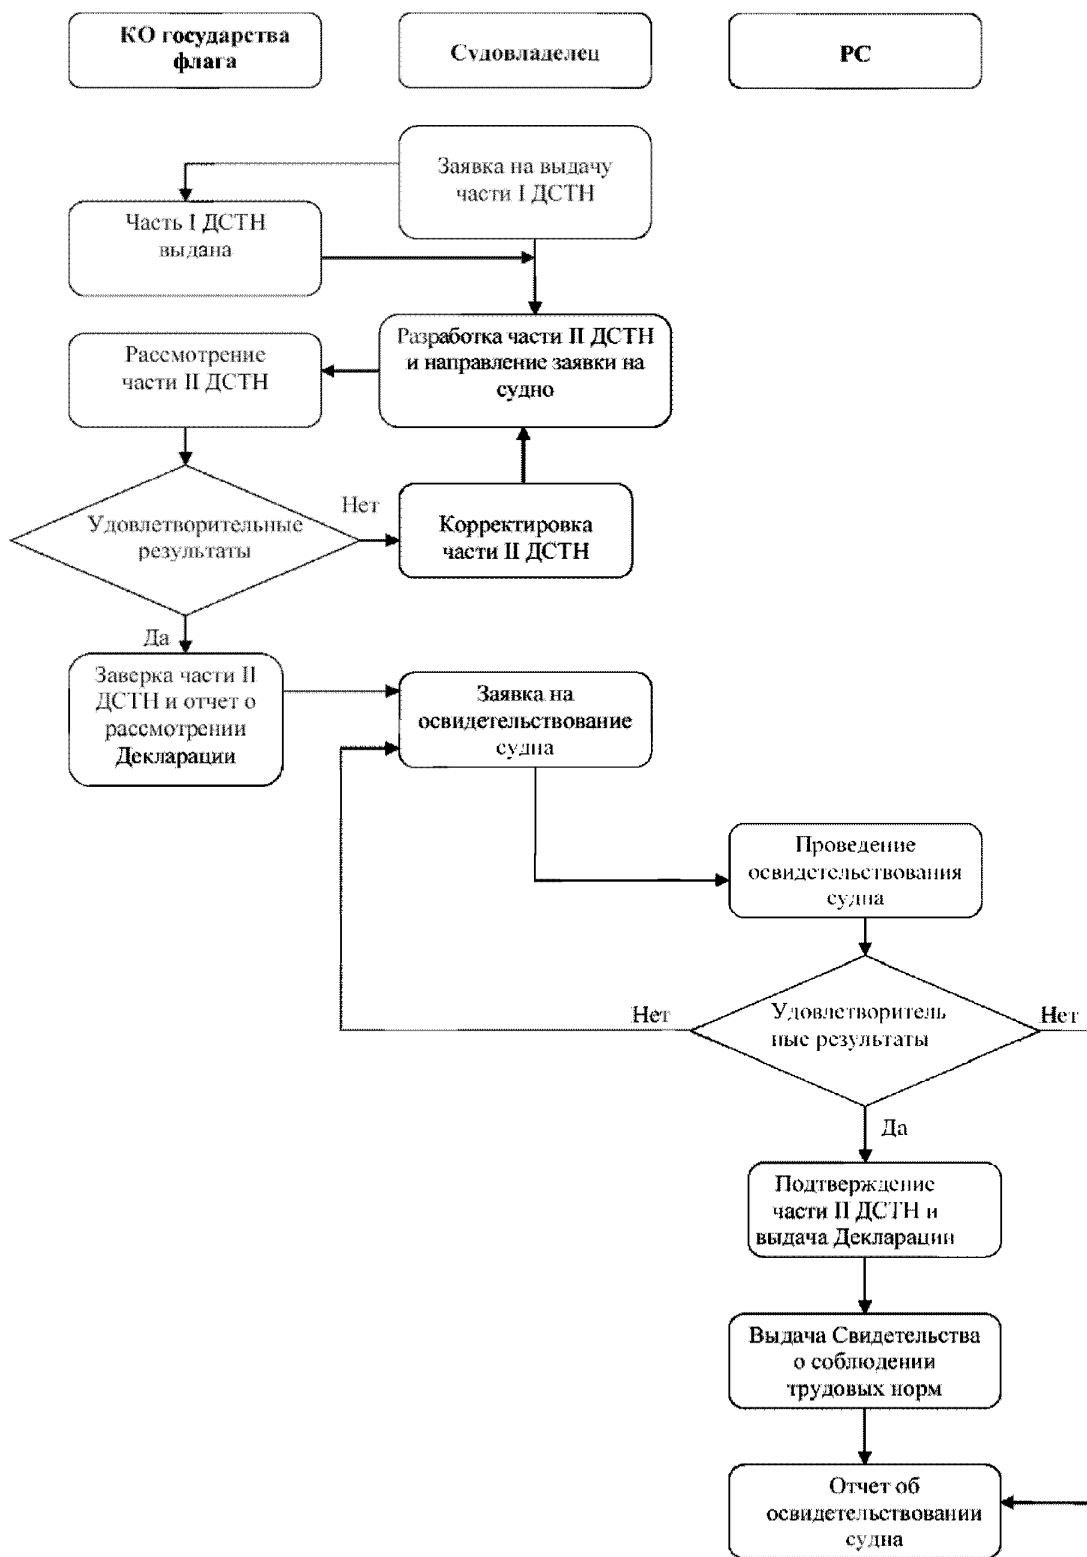 КО государства
флага
Судовладелец
РС
Заявка на выдачу
части I ДСТН
Часть I ДСТН
выдана
Разработка части II ДСТН
и направление заявки на
судно
Рассмотрение
части II ДСТН
Удовлетворительные
результаты
Нет
Корректировка
части II ДСТН
Да
Заверка части II
ДСТН и отчет о
рассмотрении
Декларации
Заявка на
освидетельствование
судна
Проведение
освидетельствования
судна
Нет
Удовлетворитель
ные результаты
Нет
Да
Подтверждение
части II ДСТН и
выдача Декларации
Выдача Свидетельства
о соблюдении
трудовых норм
Отчет об
освидетельствовании
судна